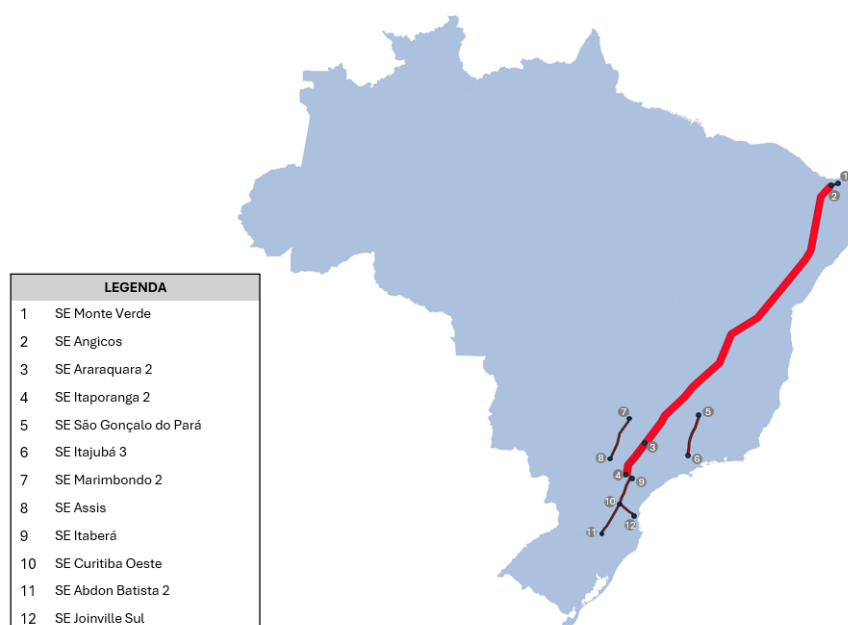 1
2
7
5
3
8
6
4
9
10
12
11
LEGENDA
1 SE Monte Verde
2 SE Angicos
3 SE Araraquara 2
4 SE Itaporanga 2
5 SE São Gonçalo do Pará
6 SE Itajubá 3
7 SE Marimbondo 2
8 SE Assis
9 SE Itaberá
10 SE Curitiba Oeste
11 SE Abdon Batista 2
12 SE Joinville Sul